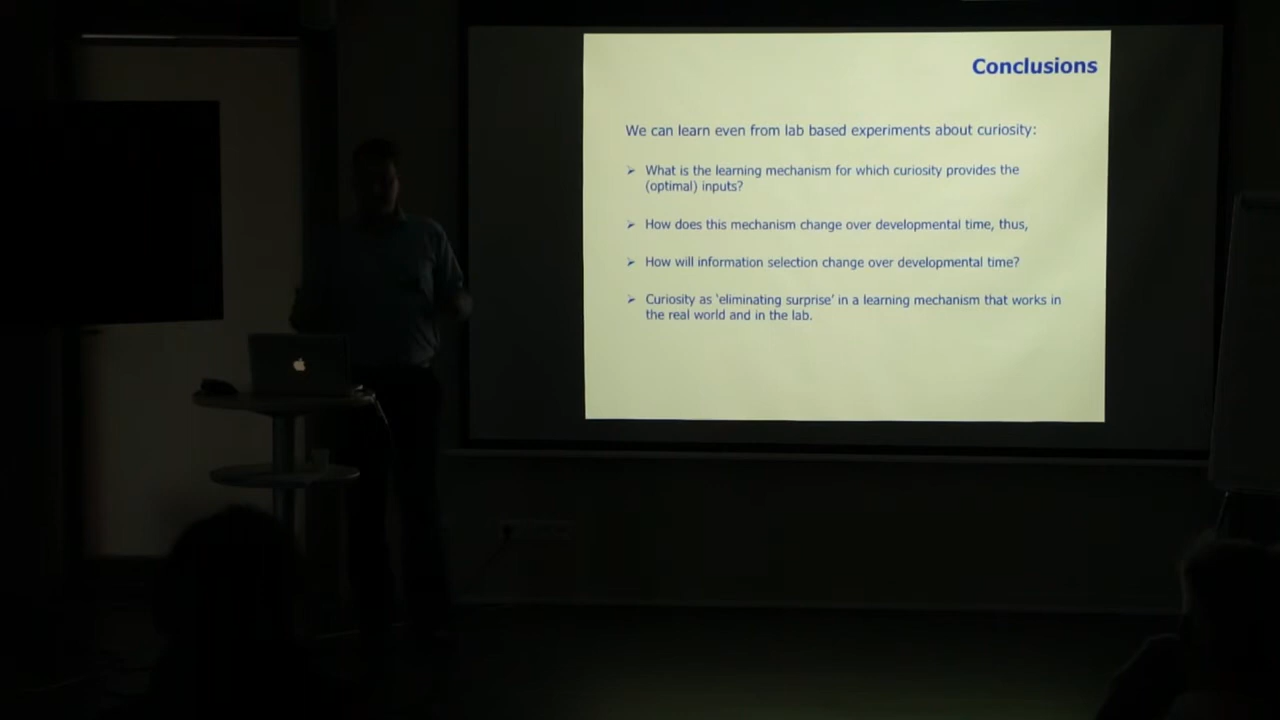 Conclusions
We can learn even from lab based experiments about curiosity:
➢ What is the learning mechanism for which curiosity provides the
(optimal) inputs?
➢ How does this mechanism change over developmental time, thus,
➢ How will information selection change over developmental time?
➢ Curiosity as ‘eliminating surprise’ in a learning mechanism that works in
the real world and in the lab.